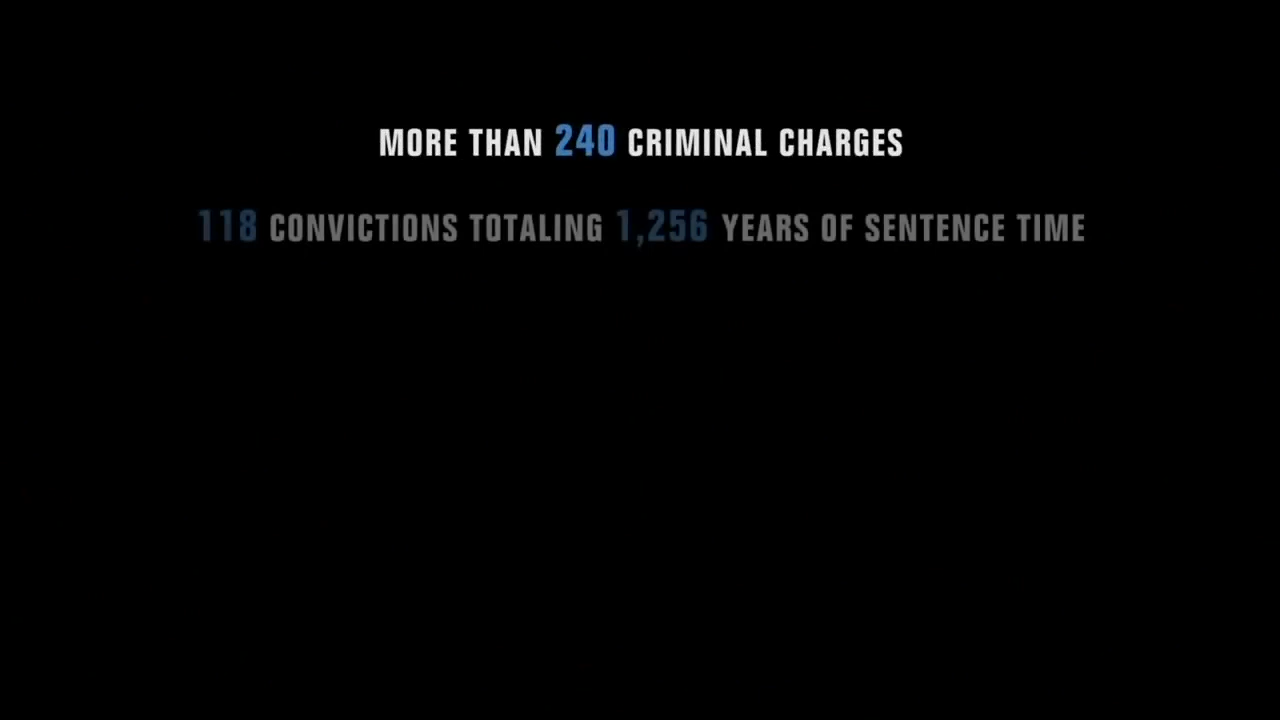 MORE THAN 240 CRIMINAL CHARGES
118 CONVICTIONS TOTALING 1,256 YEARS OF SENTENCE TIME